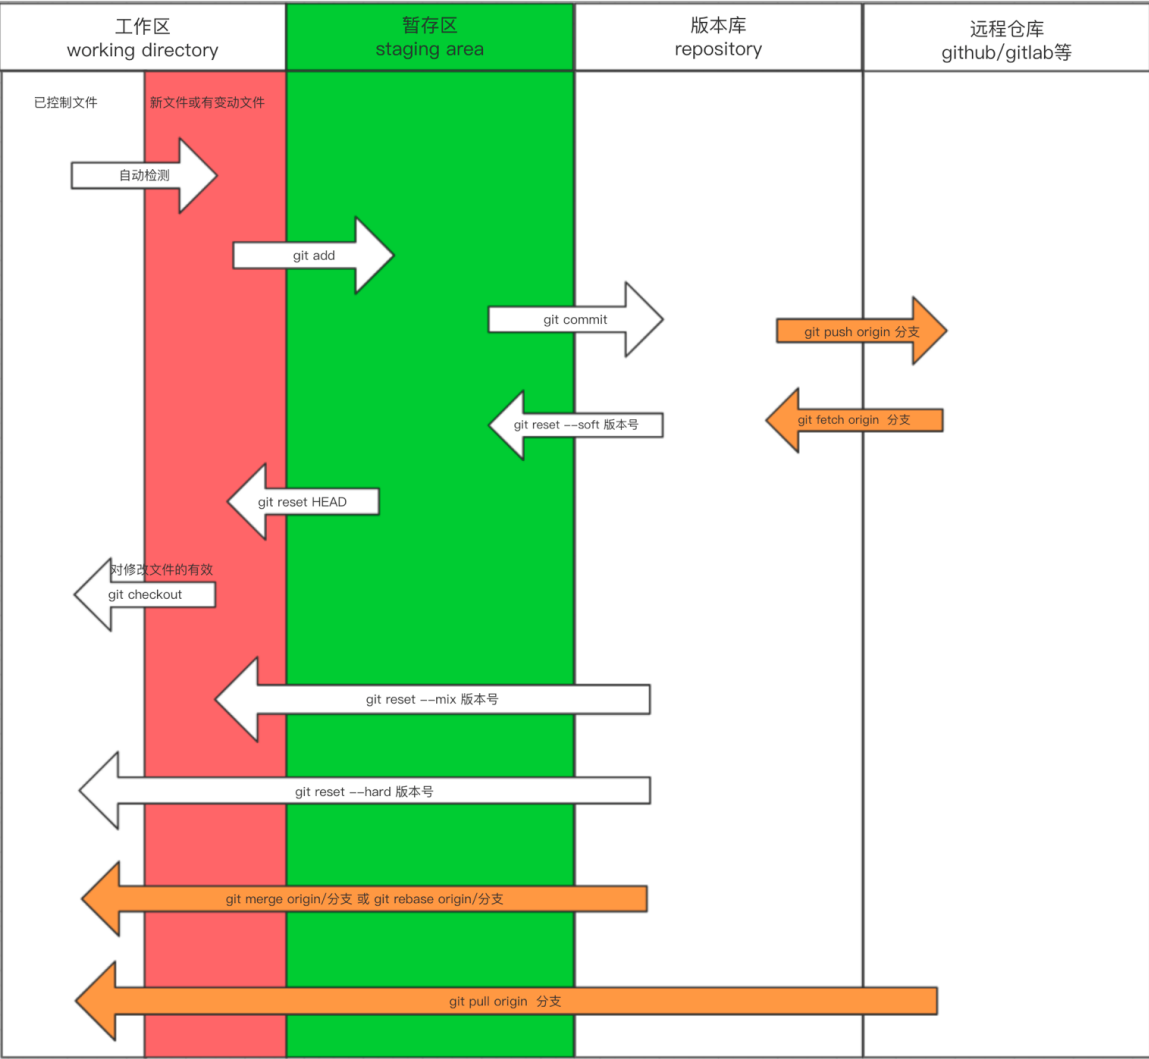 工作区
working directory
暂存区
staging area
版本库
repository
远程仓库
github/gitlab等
已控制文件
新文件或有变动文件
自动检测
git add
git commit
git push origin 分支
git reset --soft 版本号
git fetch origin 分支
git reset HEAD
对修改文件的有效
git checkout
git reset --mix 版本号
git reset --hard 版本号
git merge origin/分支 或 git rebase origin/分支
git pull origin 分支